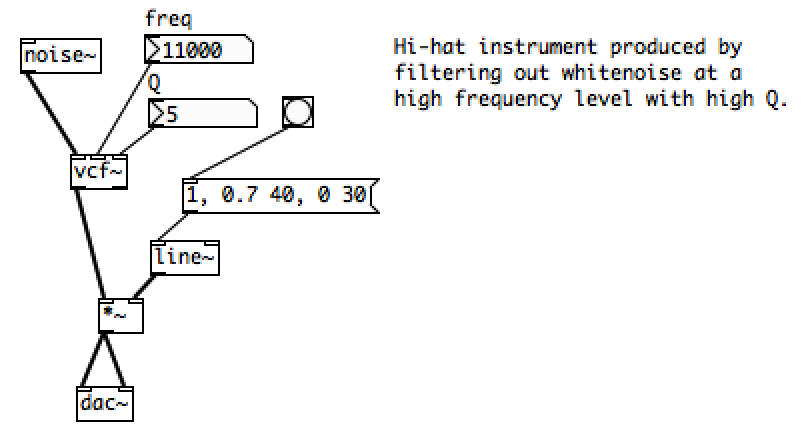 freq
noise~
11000
Q
5
vcf~
1, 0.7 40, 0 30
line~
*~
dac~
Hi-hat instrument produced by
filtering out whitenoise at a
high frequency level with high Q.